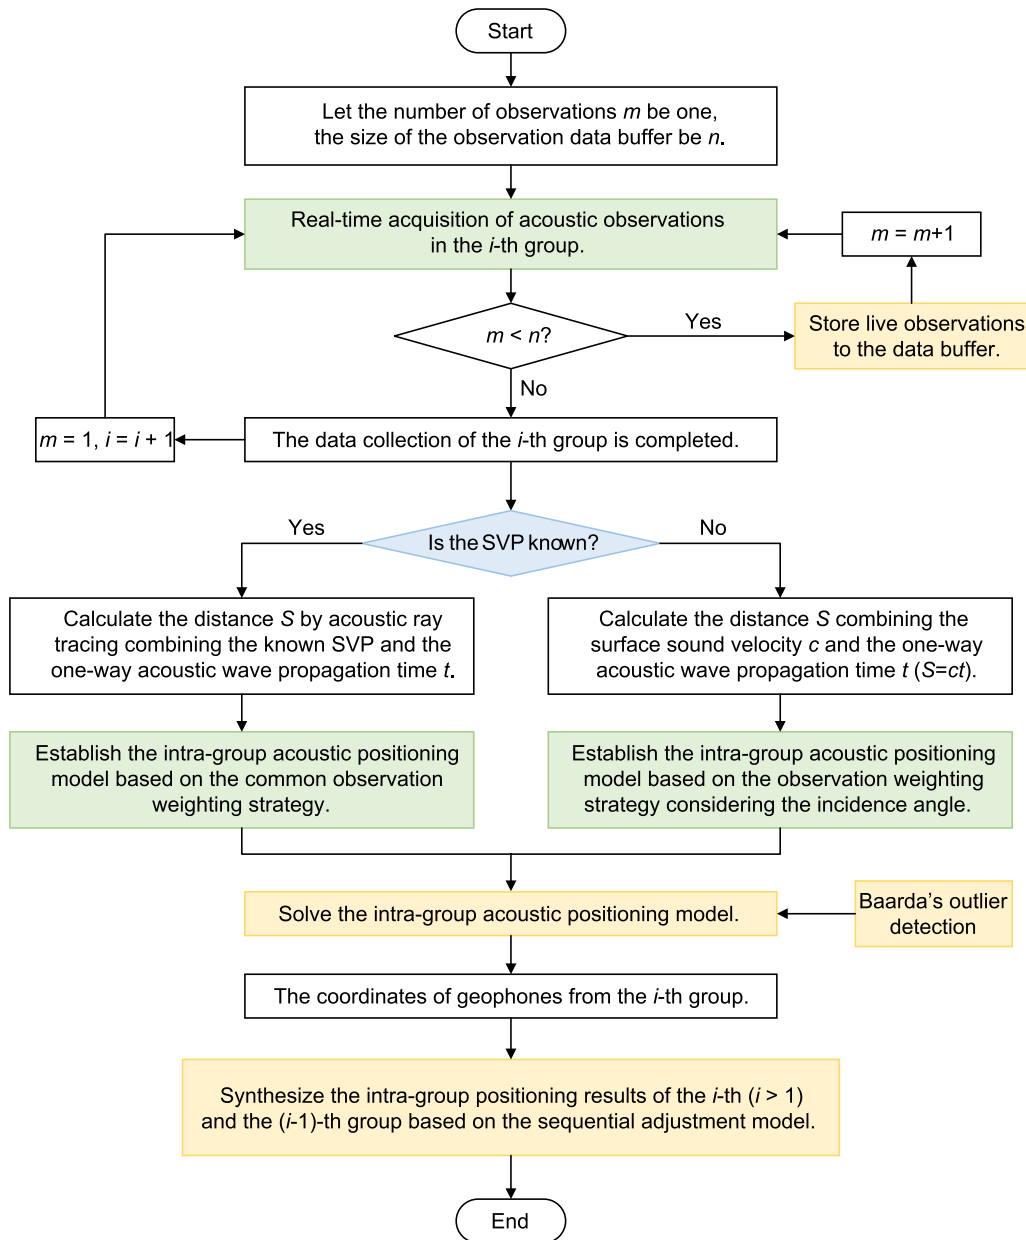 Start
Let the number of observations m be one,
the size of the observation data buffer be n.
Real-time acquisition of acoustic observations
in the i-th group.
m = m+1
m < n?
Yes
Store live observations
to the data buffer.
No
m = 1, i = i + 1
The data collection of the i-th group is completed.
Yes
Is the SVP known?
No
Calculate the distance S by acoustic ray
tracing combining the known SVP and the
one-way acoustic wave propagation time t.
Calculate the distance S combining the
surface sound velocity c and the one-way
acoustic wave propagation time t (S=ct).
Establish the intra-group acoustic positioning
model based on the common observation
weighting strategy.
Establish the intra-group acoustic positioning
model based on the observation weighting
strategy considering the incidence angle.
Solve the intra-group acoustic positioning model.
Baarda's outlier
detection
The coordinates of geophones from the i-th group.
Synthesize the intra-group positioning results of the i-th (i > 1)
and the (i-1)-th group based on the sequential adjustment model.
End